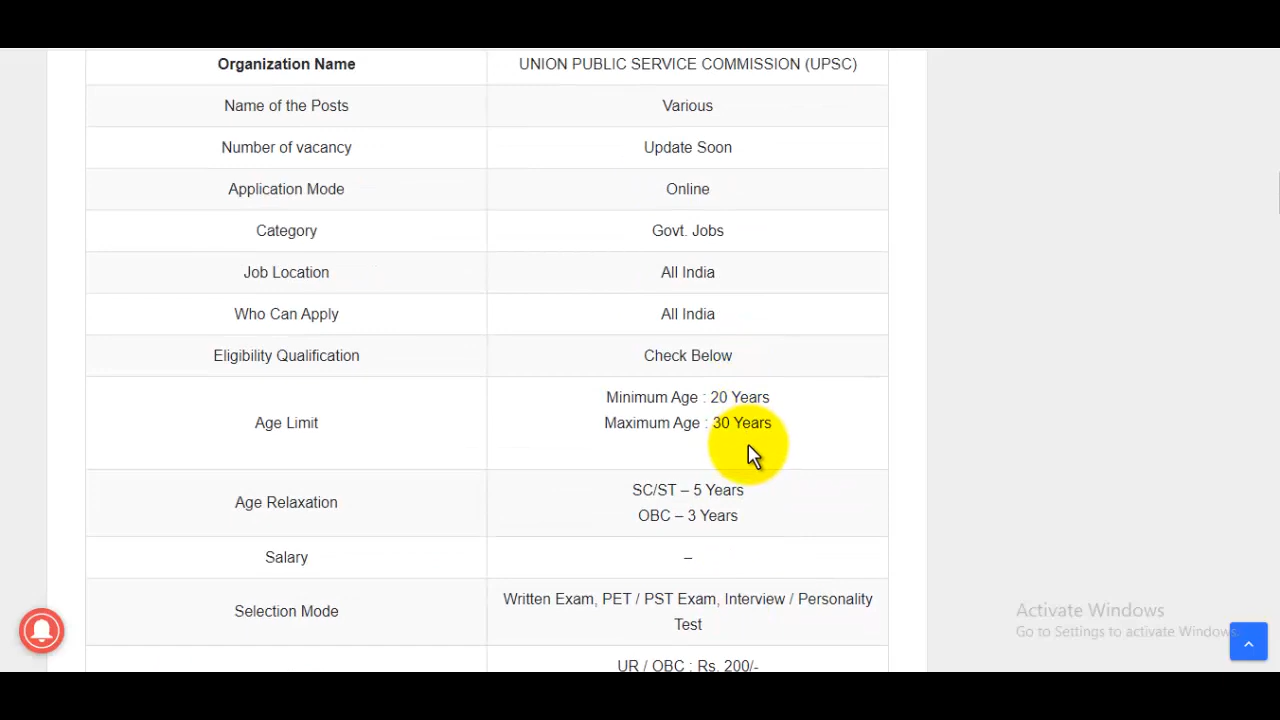 Organization Name UNION PUBLIC SERVICE COMMISSION (UPSC)
Name of the Posts Various
Number of vacancy Update Soon
Application Mode Online
Category Govt. Jobs
Job Location All India
Who Can Apply All India
Eligibility Qualification Check Below
Minimum Age : 20 Years
Age Limit Maximum Age : 30 Years
SC/ST – 5 Years
Age Relaxation
OBC – 3 Years
Salary –
Written Exam, PET / PST Exam, Interview / Personality
Selection Mode
Test
UR / OBC : Rs. 200/-
Activate Windows
Go to Settings to activate Windows.